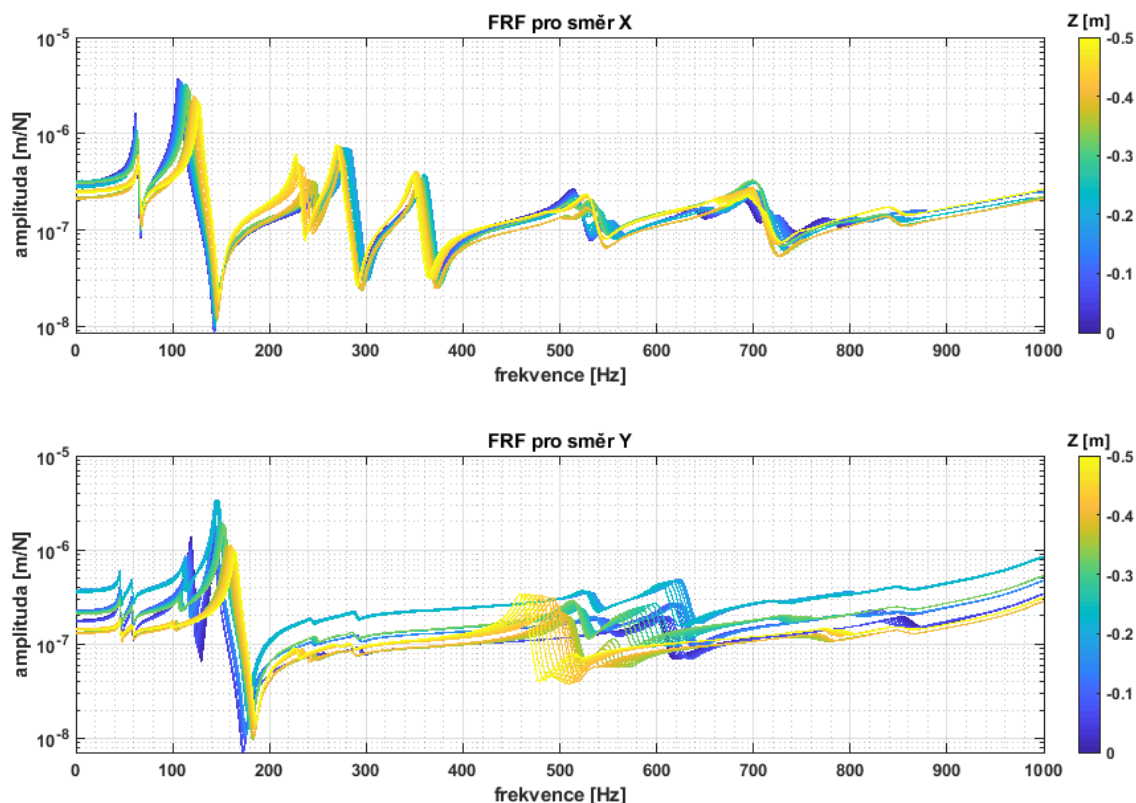 FRF pro směr X
Z [m]
10^-5
10^-6
10^-7
10^-8
amplituda [m/N]
0 100 200 300 400 500 600 700 800 900 1000
frekvence [Hz]
-0.5
-0.4
-0.3
-0.2
-0.1
0
FRF pro směr Y
Z [m]
10^-5
10^-6
10^-7
10^-8
amplituda [m/N]
0 100 200 300 400 500 600 700 800 900 1000
frekvence [Hz]
-0.5
-0.4
-0.3
-0.2
-0.1
0